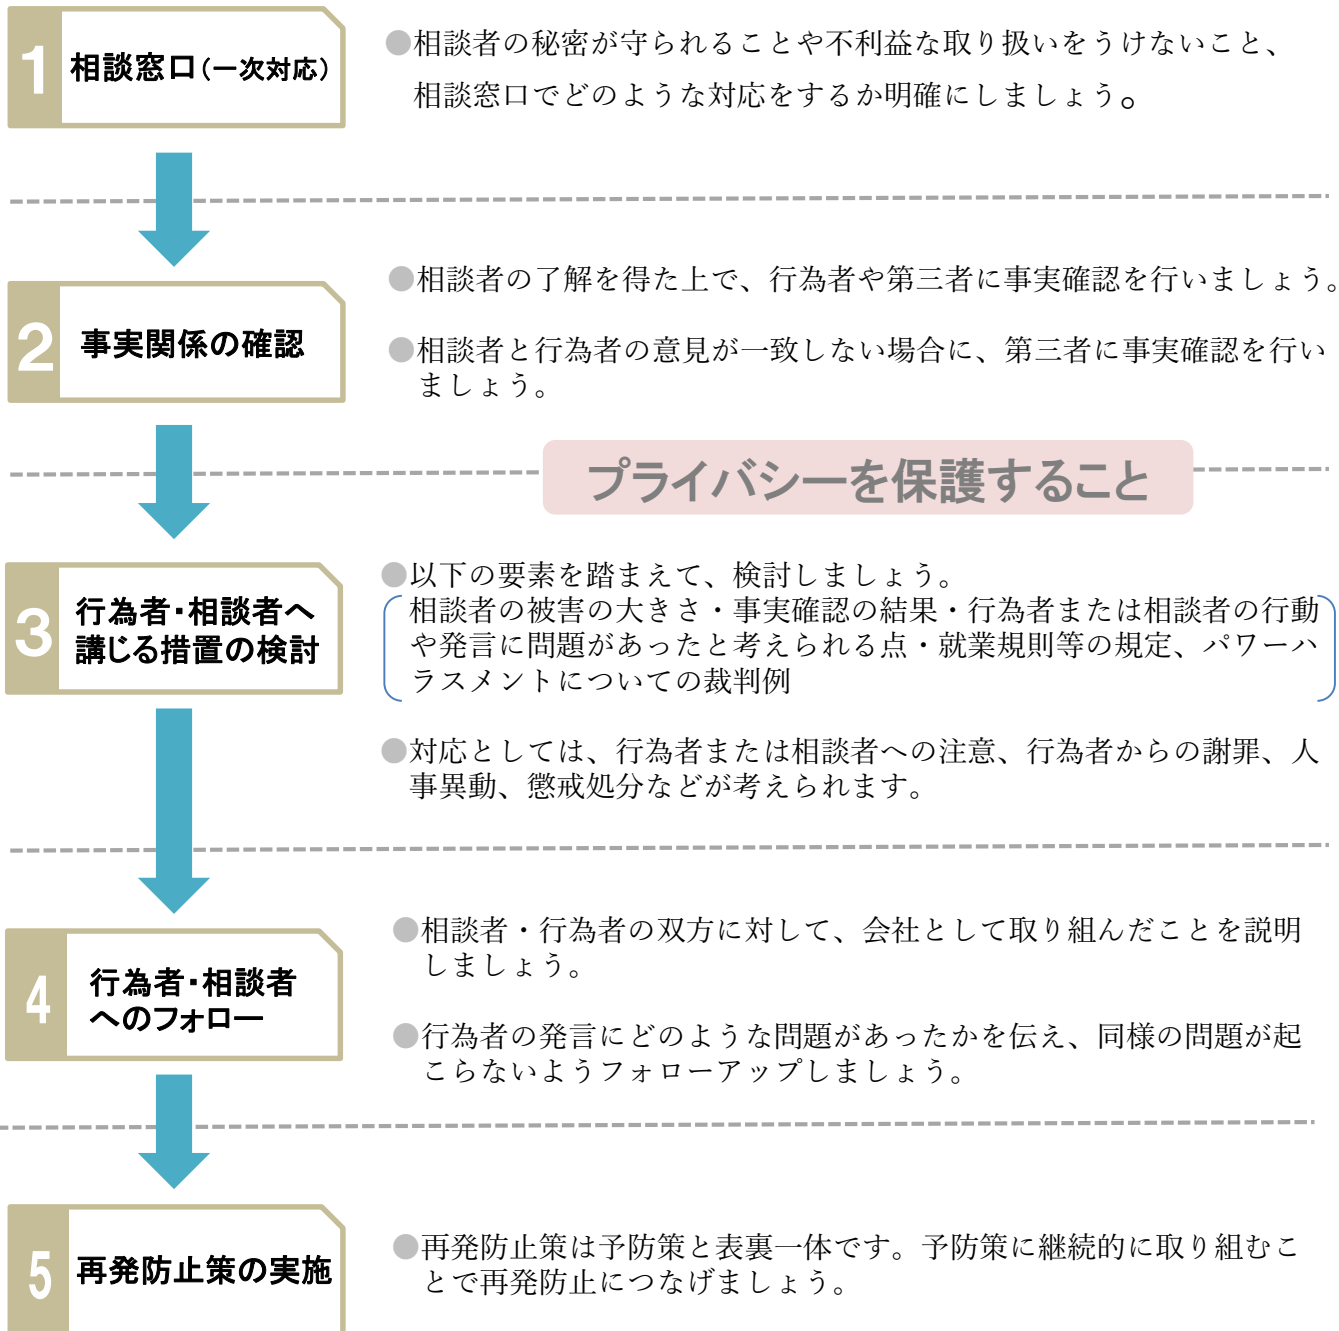 1 相談窓口(一次対応)
●相談者の秘密が守られることや不利益な取り扱いをうけないこと、
相談窓口でどのような対応をするか明確にしましょう。
2 事実関係の確認
●相談者の了解を得た上で、行為者や第三者に事実確認を行いましょう。
●相談者と行為者の意見が一致しない場合に、第三者に事実確認を行い
ましょう。
プライバシーを保護すること
3 行為者・相談者へ
講じる措置の検討
●以下の要素を踏まえて、検討しましょう。
相談者の被害の大きさ・事実確認の結果・行為者または相談者の行動
や発言に問題があったと考えられる点・就業規則等の規定、パワーハ
ラスメントについての裁判例
●対応としては、行為者または相談者への注意、行為者からの謝罪、人
事異動、懲戒処分などが考えられます。
4 行為者・相談者
へのフォロー
●相談者・行為者の双方に対して、会社として取り組んだことを説明
しましょう。
●行為者の発言にどのような問題があったかを伝え、同様の問題が起
こらないようフォローアップしましょう。
5 再発防止策の実施
●再発防止策は予防策と表裏一体です。予防策に継続的に取り組むこ
とで再発防止につなげましょう。